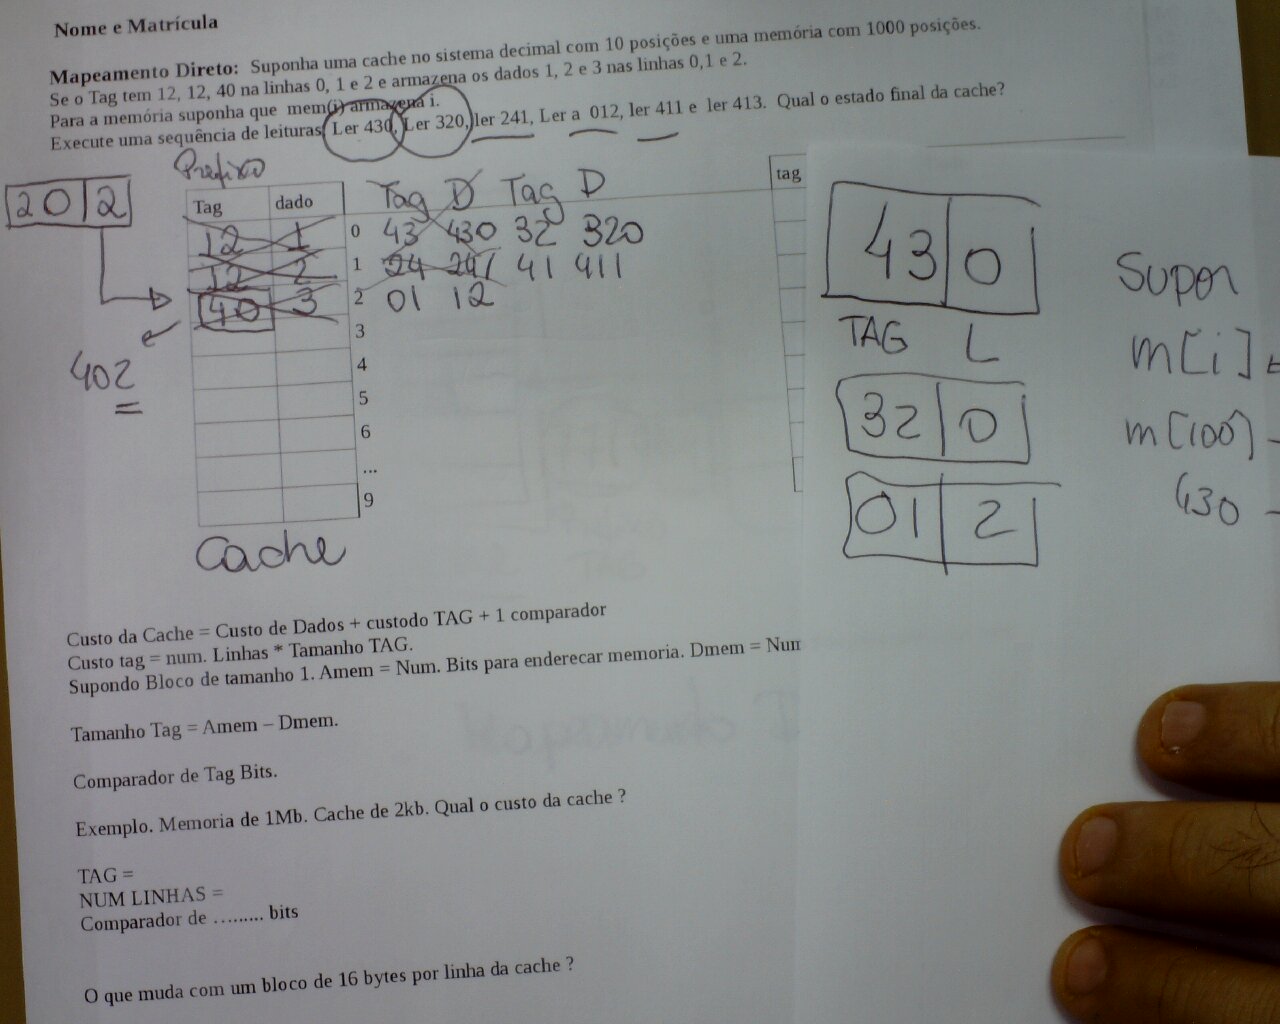 Nome e Matrícula
Mapeamento Direto: Suponha uma cache no sistema decimal com 10 posições e uma memória com 1000 posições.
Se o Tag tem 12, 12, 40 na linhas 0, 1 e 2 e armazena os dados 1, 2 e 3 nas linhas 0,1 e 2.
Para a memória suponha que mem(i) armazena i.
Execute uma sequência de leituras Ler 430, Ler 320, ler 241, Ler a 012, ler 411 e ler 413. Qual o estado final da cache?
Prefixo
20 2
Tag dado
Tag D Tag D
tag
12 1 0 43 430 32 320
12 2 1 24 241 41 411
40 3 2 01 12
402
3
4
5
6
...
9
Cache
43 0
TAG L
32 0
01 2
Supor
m[i]
m[100]
430
Custo da Cache = Custo de Dados + custodo TAG + 1 comparador
Custo tag = num. Linhas * Tamanho TAG.
Supondo Bloco de tamanho 1. Amem = Num. Bits para enderecar memoria. Dmem =
Tamanho Tag = Amem – Dmem.
Comparador de Tag Bits.
Exemplo. Memoria de 1Mb. Cache de 2kb. Qual o custo da cache ?
TAG =
NUM LINHAS =
Comparador de ......... bits
O que muda com um bloco de 16 bytes por linha da cache ?